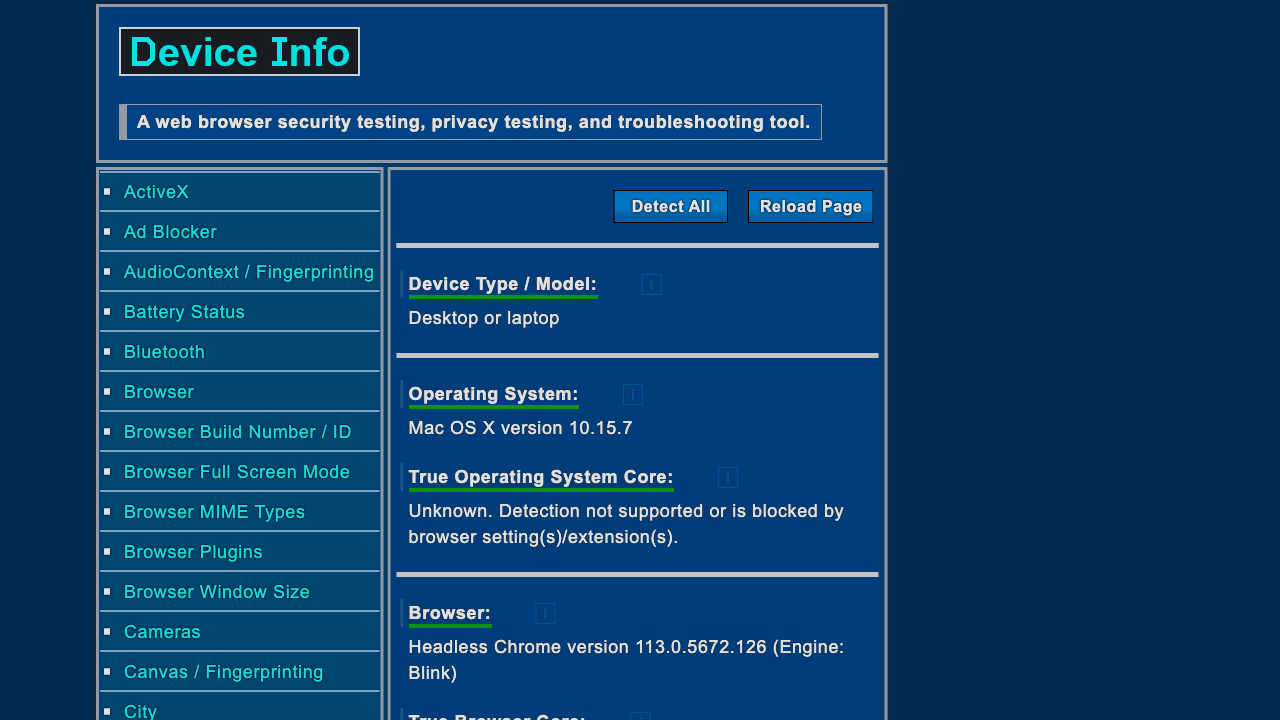 Device Info
A web browser security testing, privacy testing, and troubleshooting tool.
ActiveX
Ad Blocker
AudioContext / Fingerprinting
Battery Status
Bluetooth
Browser
Browser Build Number / ID
Browser Full Screen Mode
Browser MIME Types
Browser Plugins
Browser Window Size
Cameras
Canvas / Fingerprinting
City
Detect All
Reload Page
Device Type / Model:
i
Desktop or laptop
Operating System:
i
Mac OS X version 10.15.7
True Operating System Core:
i
Unknown. Detection not supported or is blocked by
browser setting(s)/extension(s).
Browser:
i
Headless Chrome version 113.0.5672.126 (Engine:
Blink)
True Browser Core: